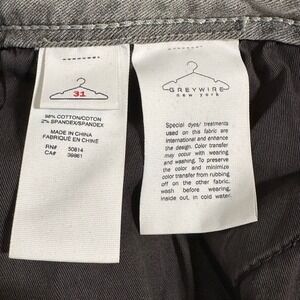 31
98% COTTON/COTON
2% SPANDEX/SPANDEX
MADE IN CHINA
FABRIQUÉ EN CHINE
RN# 50814
CA# 39981
GREYWIRE
new york
Special dyes/ treatments
used on this fabric are
international and enhance
the design. Color transfer
may occur with wearing
and washing. To preserve
the color and minimize
color transfer from rubbing
off on the other fabric,
wash before wearing,
inside out, in cold water.